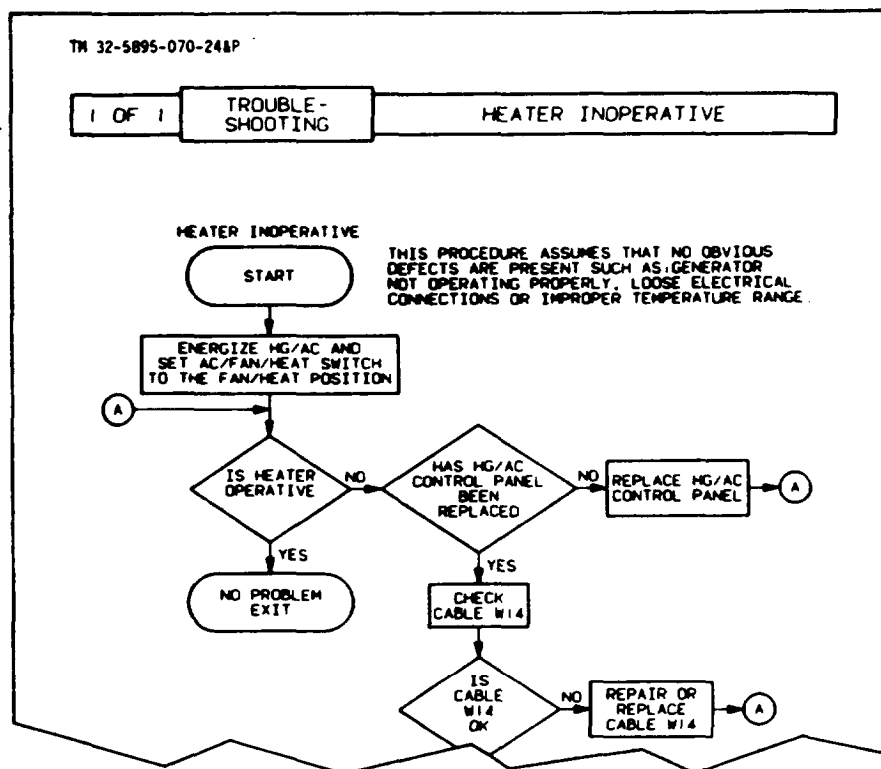 TM 32-5895-070-24&P
1 OF 1
TROUBLE-
SHOOTING
HEATER INOPERATIVE
HEATER INOPERATIVE
START
THIS PROCEDURE ASSUMES THAT NO OBVIOUS
DEFECTS ARE PRESENT SUCH AS:GENERATOR
NOT OPERATING PROPERLY, LOOSE ELECTRICAL
CONNECTIONS OR IMPROPER TEMPERATURE RANGE.
ENERGIZE HG/AC AND
SET AC/FAN/HEAT SWITCH
TO THE FAN/HEAT POSITION
A
IS HEATER
OPERATIVE
NO
HAS HG/AC
CONTROL PANEL
BEEN
REPLACED
NO
REPLACE HG/AC
CONTROL PANEL
A
YES
NO PROBLEM
EXIT
YES
CHECK
CABLE W14
IS
CABLE
W14
OK
NO
REPAIR OR
REPLACE
CABLE W14
A